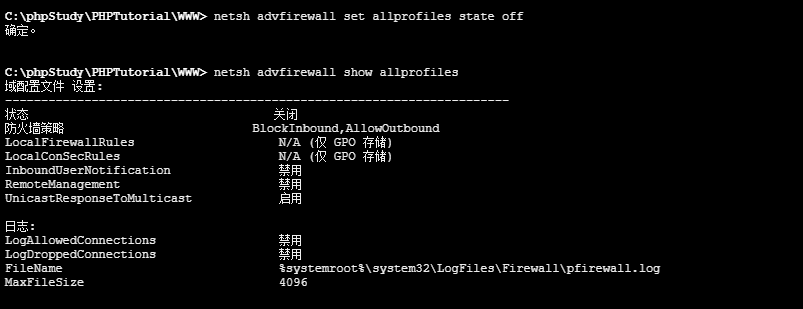 C:\phpStudy\PHPTutorial\WWW> netsh advfirewall set allprofiles state off
确定。
C:\phpStudy\PHPTutorial\WWW> netsh advfirewall show allprofiles
域配置文件 设置:
----------------------------------------------------------------------
状态 关闭
防火墙策略 BlockInbound,AllowOutbound
LocalFirewallRules N/A (仅 GPO 存储)
LocalConSecRules N/A (仅 GPO 存储)
InboundUserNotification 禁用
RemoteManagement 禁用
UnicastResponseToMulticast 启用
日志:
LogAllowedConnections 禁用
LogDroppedConnections 禁用
FileName %systemroot%\system32\LogFiles\Firewall\pfirewall.log
MaxFileSize 4096